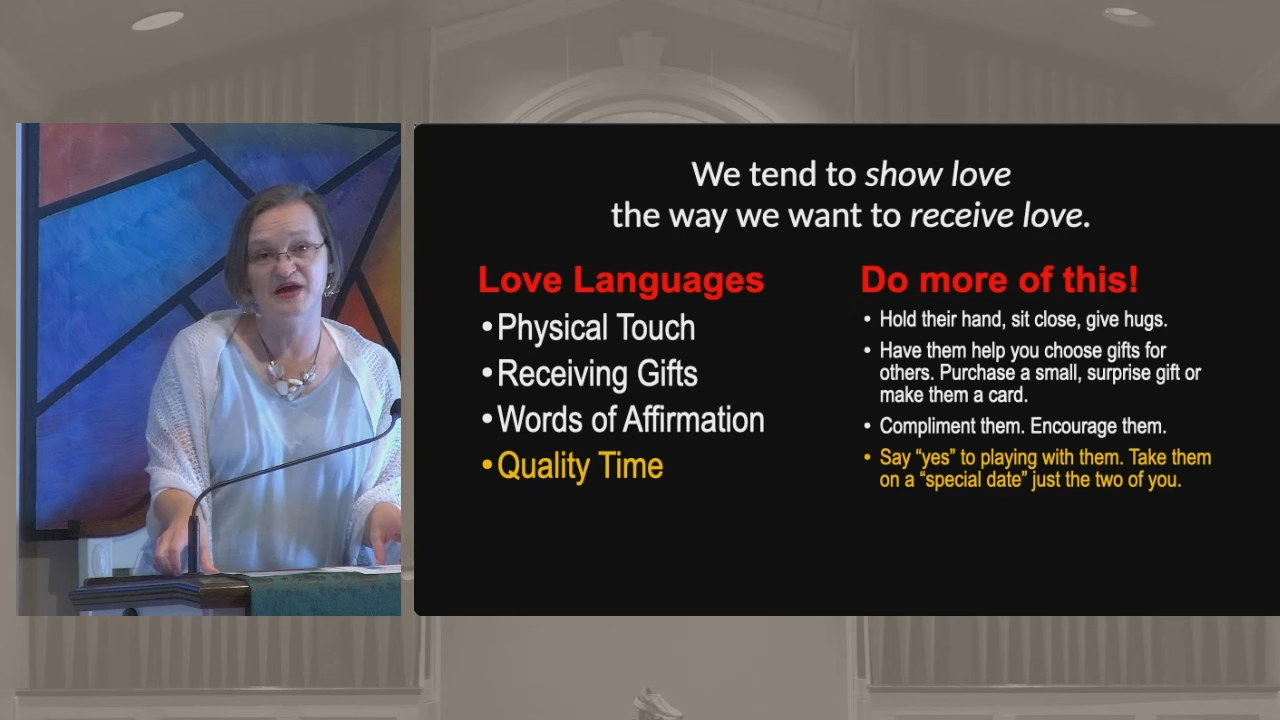 We tend to show love
the way we want to receive love.
Love Languages
• Physical Touch
• Receiving Gifts
• Words of Affirmation
• Quality Time
Do more of this!
• Hold their hand, sit close, give hugs.
• Have them help you choose gifts for
others. Purchase a small, surprise gift or
make them a card.
• Compliment them. Encourage them.
• Say “yes” to playing with them. Take them
on a “special date” just the two of you.